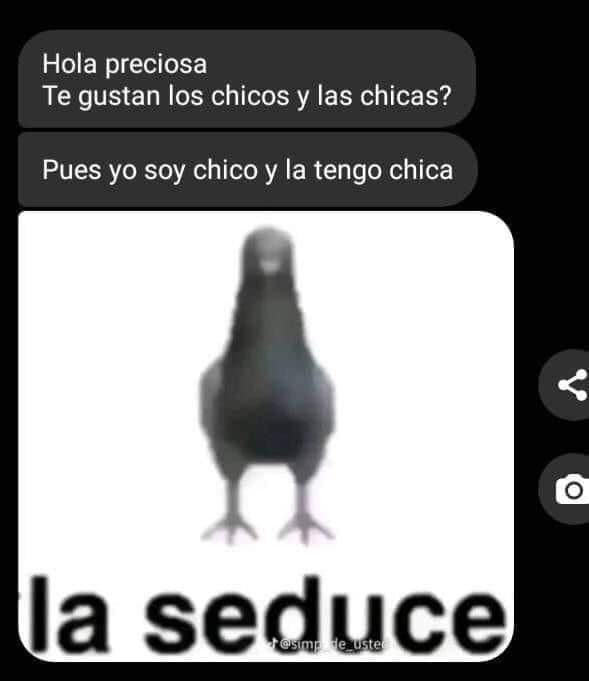 Hola preciosa
Te gustan los chicos y las chicas?
Pues yo soy chico y la tengo chica
la seduce